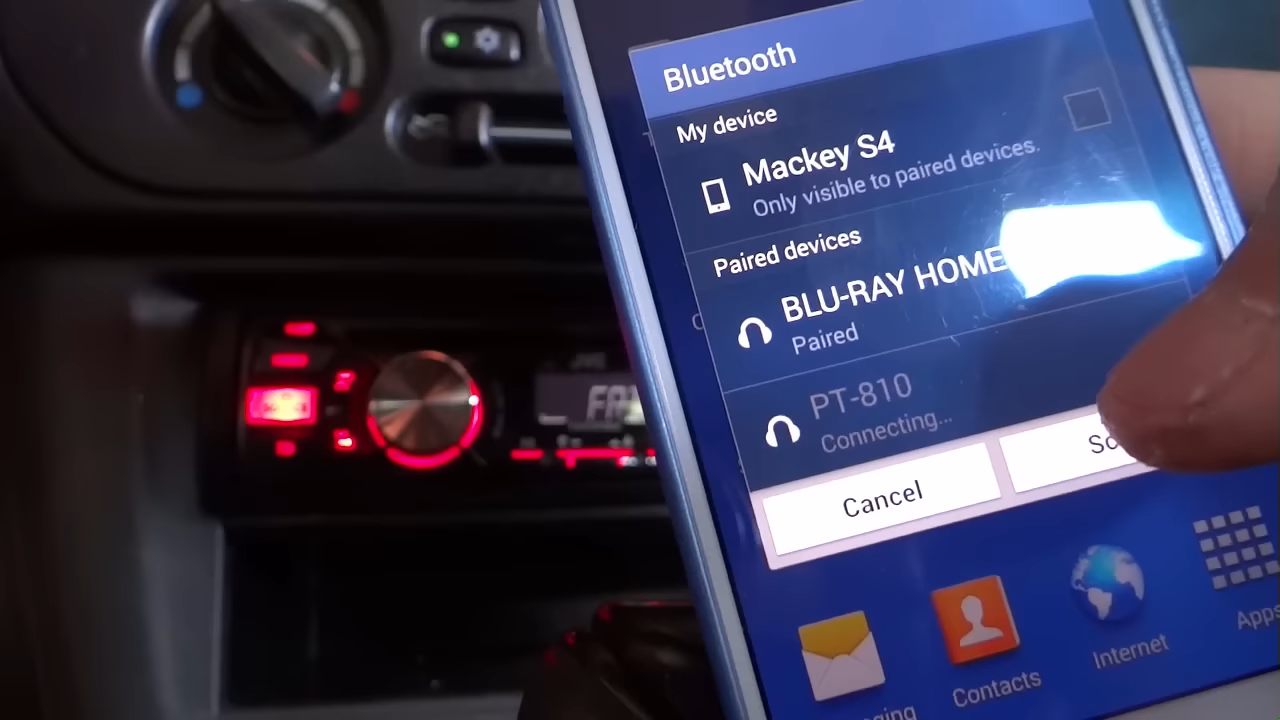 Bluetooth
My device
Mackey S4
Only visible to paired devices.
Paired devices
BLU-RAY HOME
Paired
PT-810
Connecting...
Cancel
Contacts
Internet
Apps
JVC